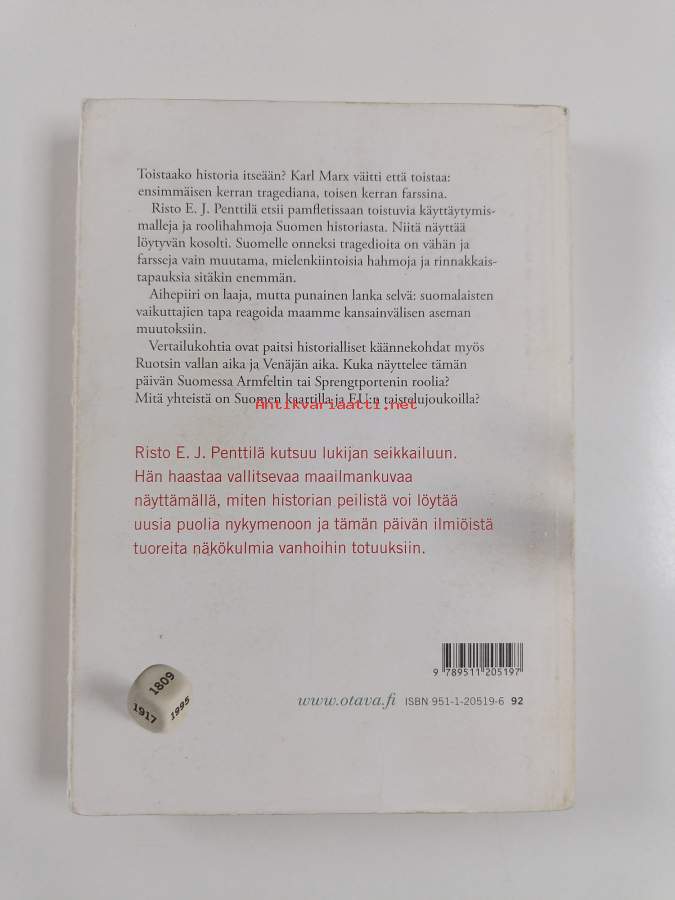 Toistaako historia itseään? Karl Marx väitti että toistaa:
ensimmäisen kerran tragediana, toisen kerran farssina.
Risto E. J. Penttilä etsii pamfletissaan toistuvia käyttäytymis-
malleja ja roolihahmoja Suomen historiasta. Niitä näyttää
löytyvän kosolti. Suomelle onneksi tragedioita on vähän ja
farsseja vain muutama, mielenkiintoisia hahmoja ja rinnakkais-
tapauksia sitäkin enemmän.
Aihepiiri on laaja, mutta punainen lanka selvä: suomalaisten
vaikuttajien tapa reagoida maamme kansainvälisen aseman
muutoksiin.
Vertailukohtia ovat paitsi historialliset käännekohdat myös
Ruotsin vallan aika ja Venäjän aika. Kuka näyttelee tämän
päivän Suomessa Armfeltin tai Sprengtportenin roolia?
Mitä yhteistä on Suomen kaartilla ja EU:n taistelujoukoilla?
Antikvariaatti.net
Risto E. J. Penttilä kutsuu lukijan seikkailuun.
Hän haastaa vallitsevaa maailmankuvaa
näyttämällä, miten historian peilistä voi löytää
uusia puolia nykymenoon ja tämän päivän ilmiöistä
tuoreita näkökulmia vanhoihin totuuksiin.
9 789511 205197
www.otava.fi ISBN 951-1-20519-6 92
1809
1917 1995